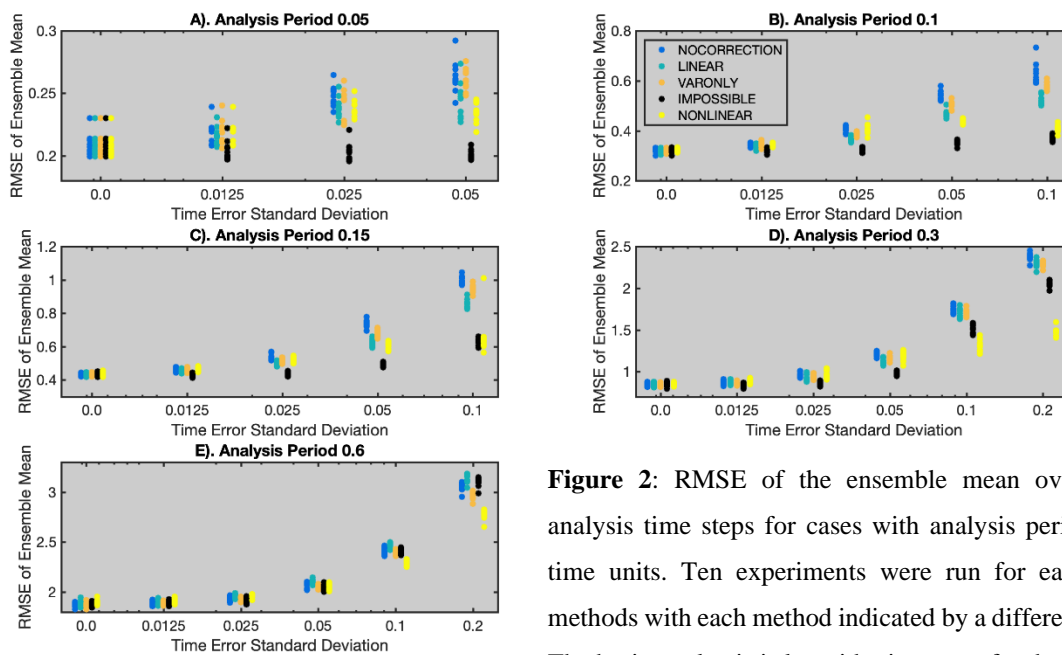 A). Analysis Period 0.05
RMSE of Ensemble Mean
0.3
0.25
0.2
0.0 0.0125 0.025 0.05
Time Error Standard Deviation
B). Analysis Period 0.1
RMSE of Ensemble Mean
0.8
0.6
0.4
0.2
NOCORRECTION
LINEAR
VARONLY
IMPOSSIBLE
NONLINEAR
0.0 0.0125 0.025 0.05 0.1
Time Error Standard Deviation
C). Analysis Period 0.15
RMSE of Ensemble Mean
1.2
1
0.8
0.6
0.4
0.0 0.0125 0.025 0.05 0.1
Time Error Standard Deviation
D). Analysis Period 0.3
RMSE of Ensemble Mean
2.5
2
1.5
1
0.0 0.0125 0.025 0.05 0.1 0.2
Time Error Standard Deviation
E). Analysis Period 0.6
RMSE of Ensemble Mean
3
2.5
2
0.0 0.0125 0.025 0.05 0.1 0.2
Time Error Standard Deviation
Figure 2: RMSE of the ensemble mean ov
analysis time steps for cases with analysis peri
time units. Ten experiments were run for ea
methods with each method indicated by a differe